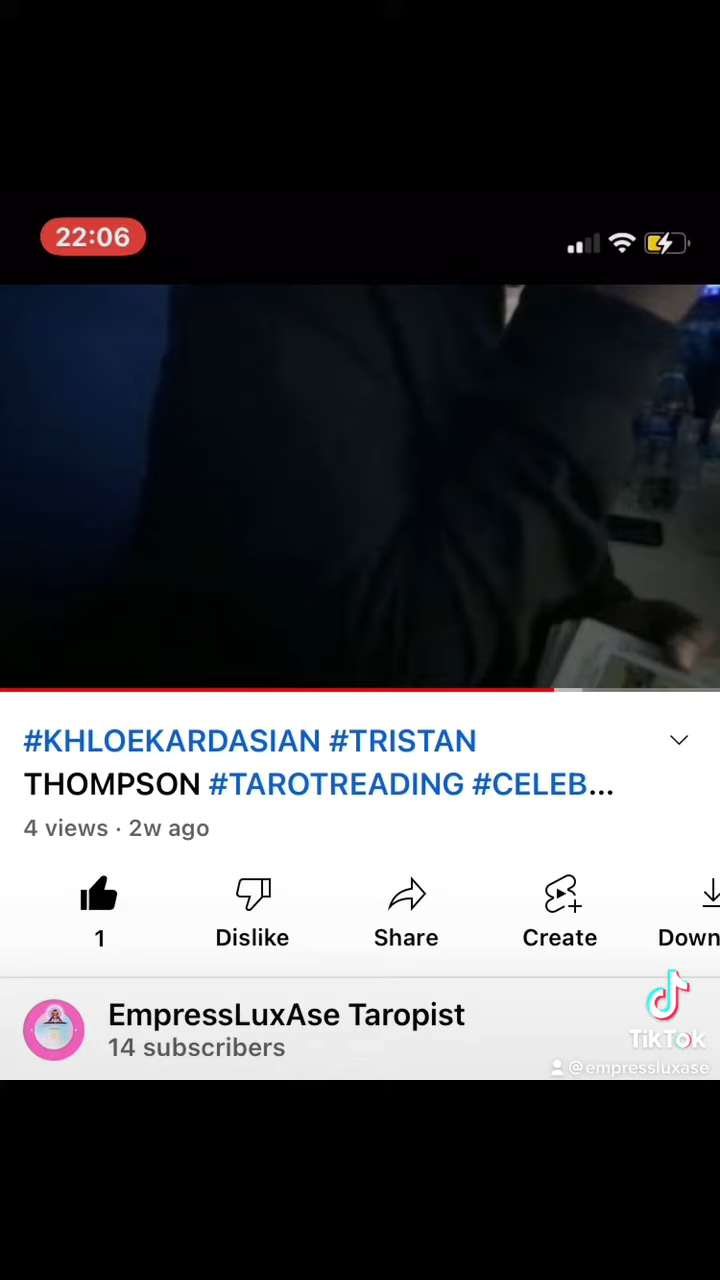 22:06
#KHLOEKARDASIAN #TRISTAN
THOMPSON #TAROTREADING #CELEB...
4 views · 2w ago
1
Dislike
Share
Create
Down
EmpressLuxAse Taropist
14 subscribers
TikTok
@empressluxase